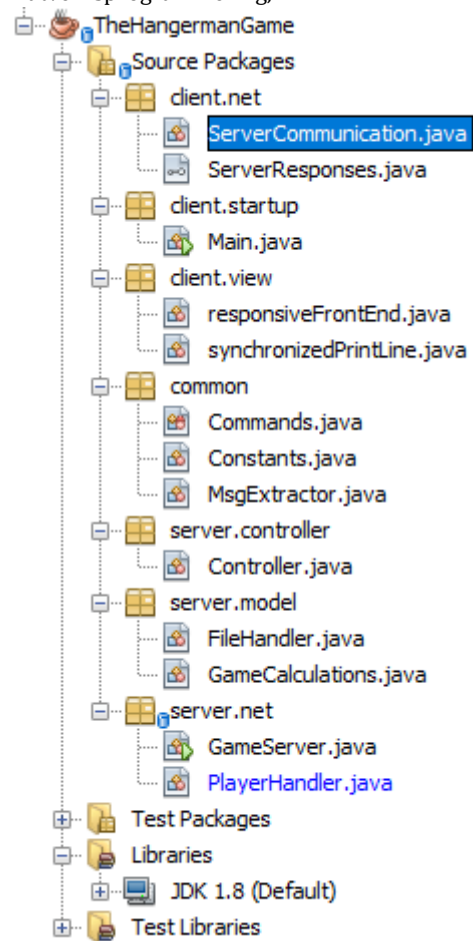 TheHangermanGame
Source Packages
client.net
ServerCommunication.java
ServerResponses.java
client.startup
Main.java
client.view
responsiveFrontEnd.java
synchronizedPrintLine.java
common
Commands.java
Constants.java
MsgExtractor.java
server.controller
Controller.java
server.model
FileHandler.java
GameCalculations.java
server.net
GameServer.java
PlayerHandler.java
Test Packages
Libraries
JDK 1.8 (Default)
Test Libraries